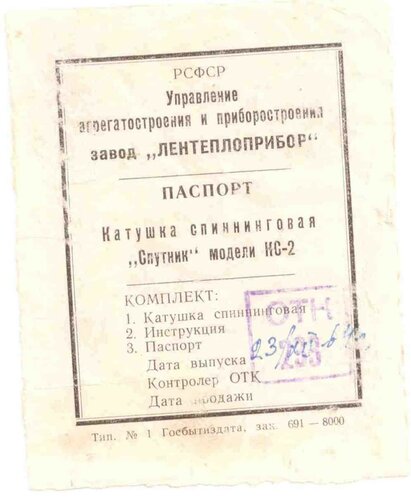 РСФСР
Управление
агрегатостроения и приборостроения
завод „ЛЕНТЕПЛОПРИБОР"
ПАСПОРТ
Катушка спиннинговая
„Спутник" модели КС-2
КОМПЛЕКТ:
1. Катушка спиннинговая
2. Инструкция
3. Паспорт
ОТК
Дата выпуска 23
Контролер ОТК
Дата продажи
Тип. № 1 Госбытиздата, зак. 691 — 8000